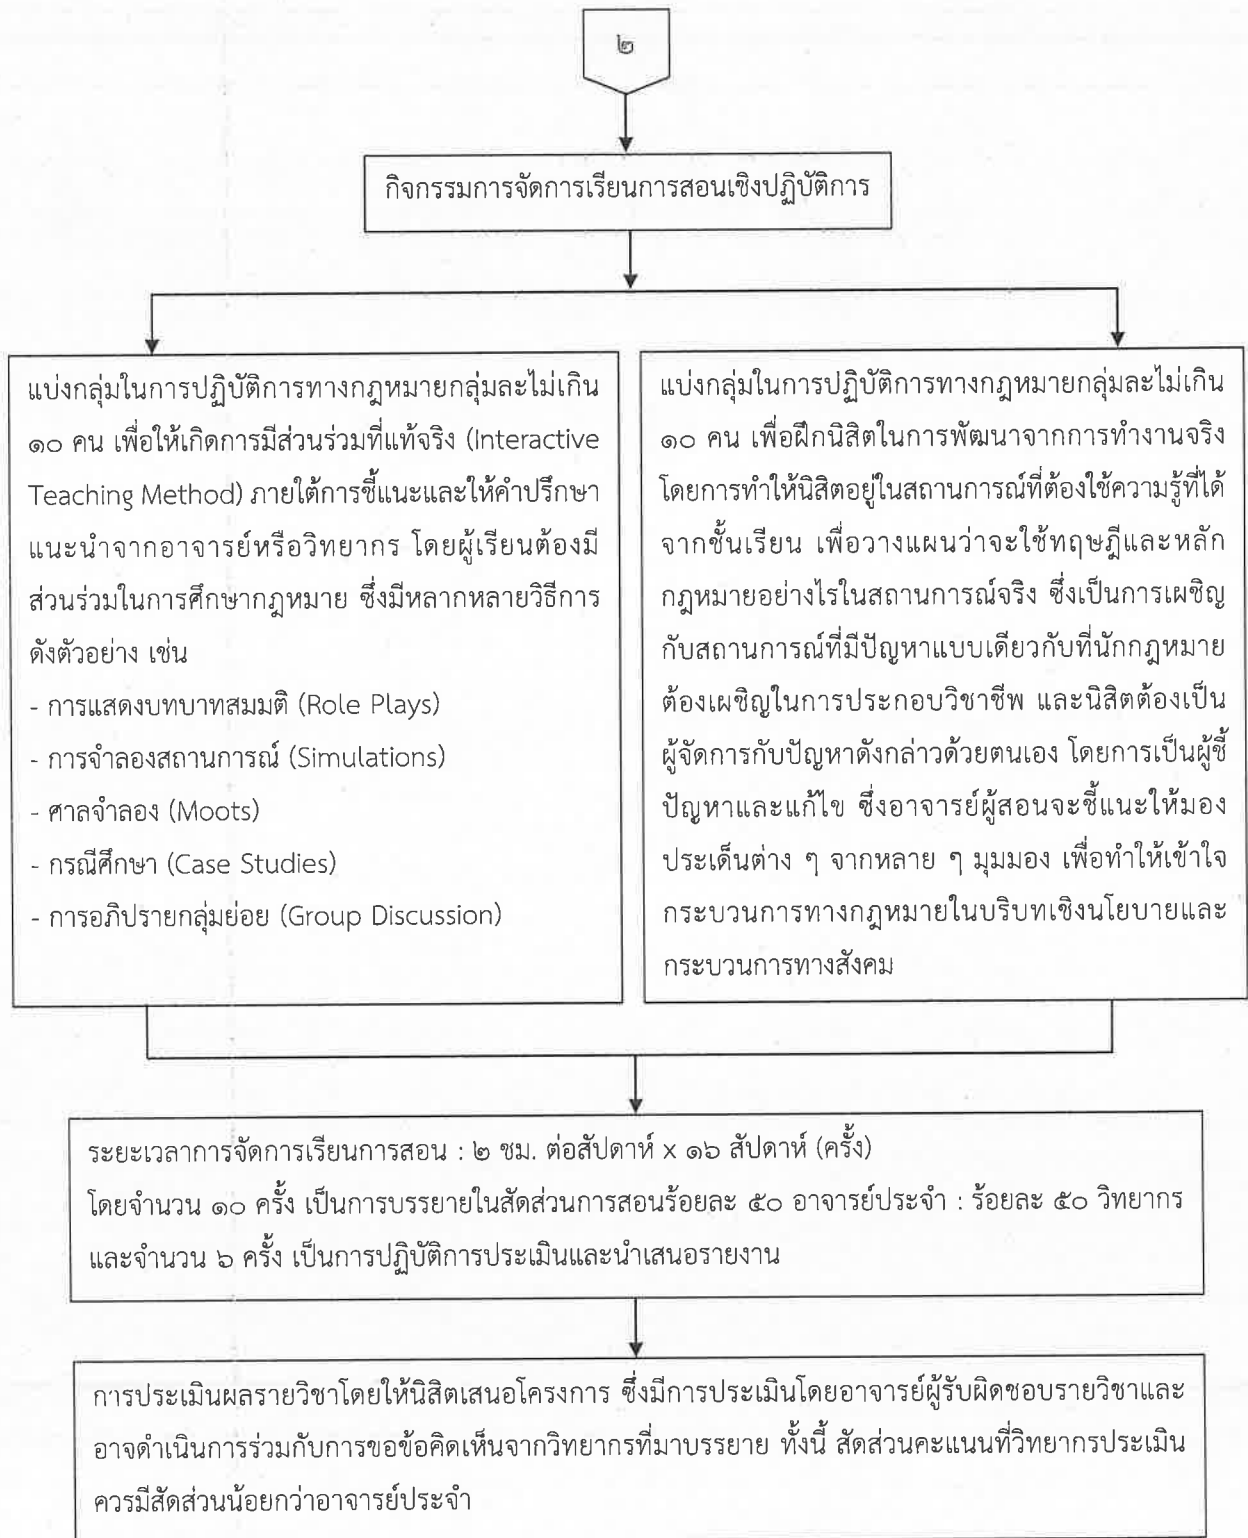 ๒
กิจกรรมการจัดการเรียนการสอนเชิงปฏิบัติการ
แบ่งกลุ่มในการปฏิบัติการทางกฎหมายกลุ่มละไม่เกิน
๑๐ คน เพื่อให้เกิดการมีส่วนร่วมที่แท้จริง (Interactive
Teaching Method) ภายใต้การชี้แนะและให้คำปรึกษา
แนะนำจากอาจารย์หรือวิทยากร โดยผู้เรียนต้องมี
ส่วนร่วมในการศึกษากฎหมาย ซึ่งมีหลากหลายวิธีการ
ดังตัวอย่าง เช่น
- การแสดงบทบาทสมมติ (Role Plays)
- การจำลองสถานการณ์ (Simulations)
- ศาลจำลอง (Moots)
- กรณีศึกษา (Case Studies)
- การอภิปรายกลุ่มย่อย (Group Discussion)
แบ่งกลุ่มในการปฏิบัติการทางกฎหมายกลุ่มละไม่เกิน
๑๐ คน เพื่อฝึกนิสิตในการพัฒนาจากการทำงานจริง
โดยการทำให้นิสิตอยู่ในสถานการณ์ที่ต้องใช้ความรู้ที่ได้
จากชั้นเรียน เพื่อวางแผนว่าจะใช้ทฤษฎีและหลัก
กฎหมายอย่างไรในสถานการณ์จริง ซึ่งเป็นการเผชิญ
กับสถานการณ์ที่มีปัญหาแบบเดียวกับที่นักกฎหมาย
ต้องเผชิญในการประกอบวิชาชีพ และนิสิตต้องเป็น
ผู้จัดการกับปัญหาดังกล่าวด้วยตนเอง โดยการเป็นผู้ชี้
ปัญหาและแก้ไข ซึ่งอาจารย์ผู้สอนจะชี้แนะให้มอง
ประเด็นต่าง ๆ จากหลาย ๆ มุมมอง เพื่อทำให้เข้าใจ
กระบวนการทางกฎหมายในบริบทเชิงนโยบายและ
กระบวนการทางสังคม
ระยะเวลาการจัดการเรียนการสอน : ๒ ชม. ต่อสัปดาห์ x ๑๖ สัปดาห์ (ครั้ง)
โดยจำนวน ๑๐ ครั้ง เป็นการบรรยายในสัดส่วนการสอนร้อยละ ๕๐ อาจารย์ประจำ : ร้อยละ ๕๐ วิทยากร
และจำนวน ๖ ครั้ง เป็นการปฏิบัติการประเมินและนำเสนอรายงาน
การประเมินผลรายวิชาโดยให้นิสิตเสนอโครงการ ซึ่งมีการประเมินโดยอาจารย์ผู้รับผิดชอบรายวิชาและ
อาจดำเนินการร่วมกับการขอข้อคิดเห็นจากวิทยากรที่มาบรรยาย ทั้งนี้ สัดส่วนคะแนนที่วิทยากรประเมิน
ควรมีสัดส่วนน้อยกว่าอาจารย์ประจำ